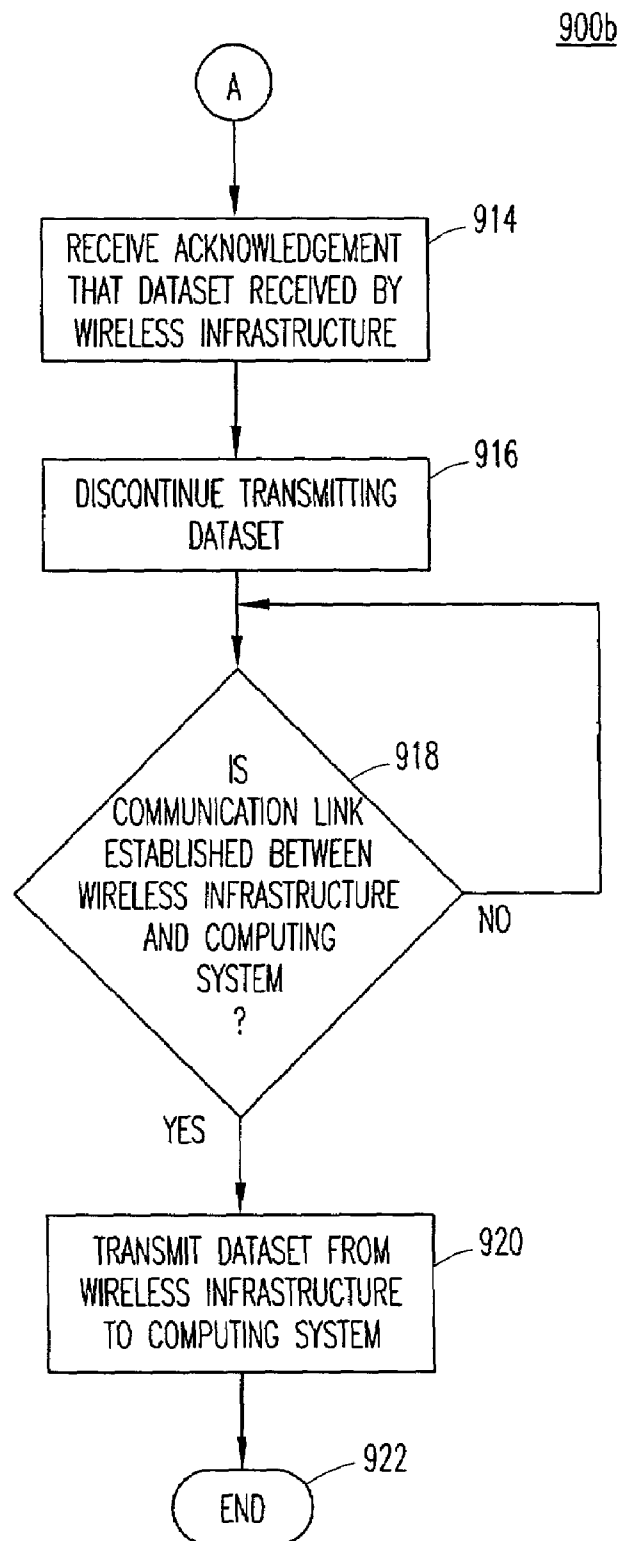 900b
A
914
RECEIVE ACKNOWLEDGEMENT
THAT DATASET RECEIVED BY
WIRELESS INFRASTRUCTURE
916
DISCONTINUE TRANSMITTING
DATASET
918
IS
COMMUNICATION LINK
ESTABLISHED BETWEEN
WIRELESS INFRASTRUCTURE
AND COMPUTING
SYSTEM
?
NO
YES
920
TRANSMIT DATASET FROM
WIRELESS INFRASTRUCTURE
TO COMPUTING SYSTEM
922
END